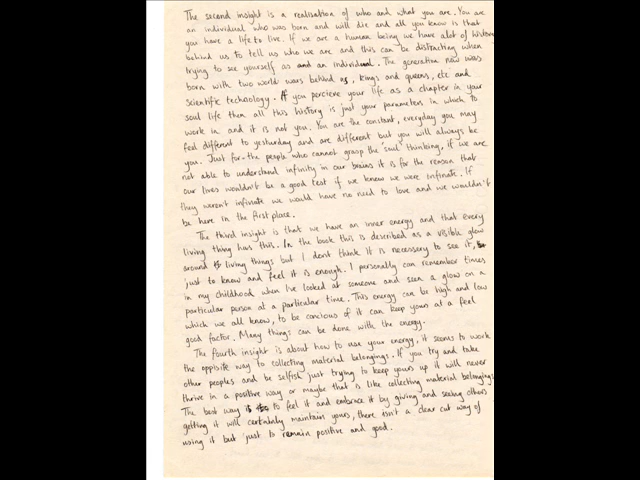 The second insight is a realisation of who and what you are. You are
an individual who was born and will die and all you know is that
you have a life to live. If we are a human being we have alot of history
behind us to tell us who we are and this can be distracting when
trying to see yourself as and an individual. The generation now was
born with two world wars behind us, kings and queens, etc and
scientific technology. If you percieve your life as a chapter in your
soul life then all this history is just your parameters in which to
work in and it is not you. You are the constant, everyday you may
feel different to yesturday and are different but you will always be
you. Just for the people who cannot grasp the 'soul' thinking, if we are
not able to understand infinity in our brains it is for the reason that
our lives wouldn't be a good test if we knew we were infinate. If
they weren't infinate we would have no need to love and we wouldn't
be here in the first place.
The third insight is that we have an inner energy and that every
living thing has this. In the book this is described as a visible glow
around living things but I dont think it is necessary to see it,
just to know and feel it is enough. I personally can remember times
in my childhood when Ive looked at someone and seen a glow on a
particular person at a particular time. This energy can be high and low
which we all know, to be concious of it can keep yours at a feel
good factor. Many things can be done with the energy.
The fourth insight is about how to use your energy, it seems to work
the opposite way to collecting material belongings. If you try and take
other peoples and be selfish just trying to keep yours up it will never
thrive in a positive way or maybe that is like collecting material belongings.
The best way is to feel it and embrace it by giving and seeing others
getting it will certainly maintain yours, there isn't a clear cut way of
using it but just to remain positive and good.